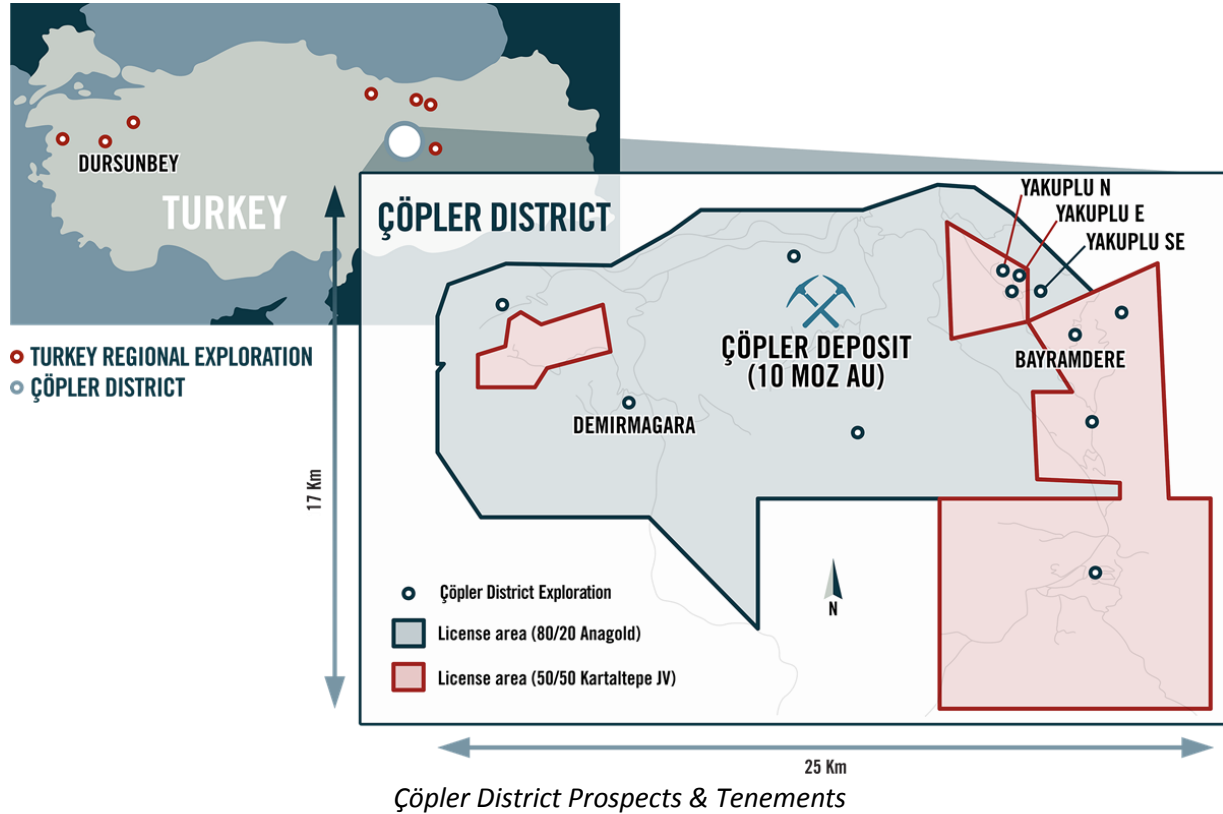 DURSUNBEY
TURKEY
TURKEY REGIONAL EXPLORATION
ÇÖPLER DISTRICT
ÇÖPLER DISTRICT
YAKUPLU N
YAKUPLU E
YAKUPLU SE
ÇÖPLER DEPOSIT
(10 MOZ AU)
BAYRAMDERE
DEMIRMAGARA
17 Km
N
Çöpler District Exploration
License area (80/20 Anagold)
License area (50/50 Kartaltepe JV)
25 Km
Çöpler District Prospects & Tenements